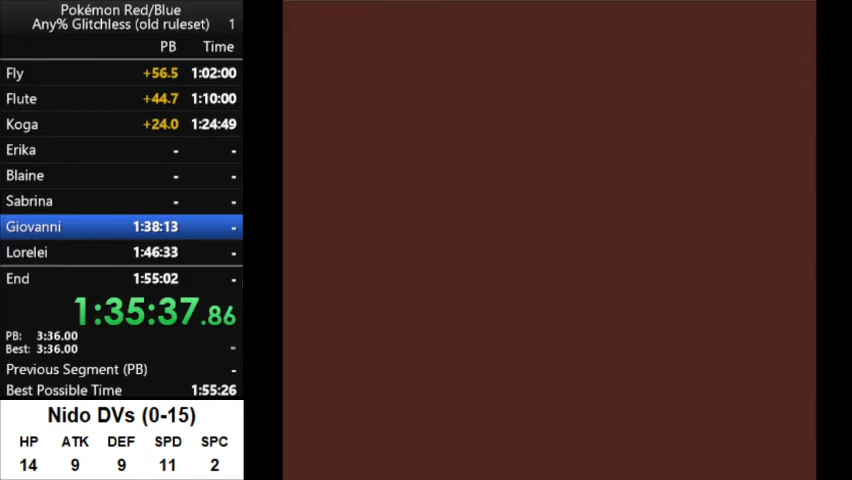 Pokémon Red/Blue
Any% Glitchless (old ruleset) 1
PB Time
Fly +56.5 1:02:00
Flute +44.7 1:10:00
Koga +24.0 1:24:49
Erika - -
Blaine - -
Sabrina - -
Giovanni 1:38:13 -
Lorelei 1:46:33 -
End 1:55:02 -
1:35:37.86
PB: 3:36.00
Best: 3:36.00 -
Previous Segment (PB) -
Best Possible Time 1:55:26
Nido DVs (0-15)
HP ATK DEF SPD SPC
14 9 9 11 2